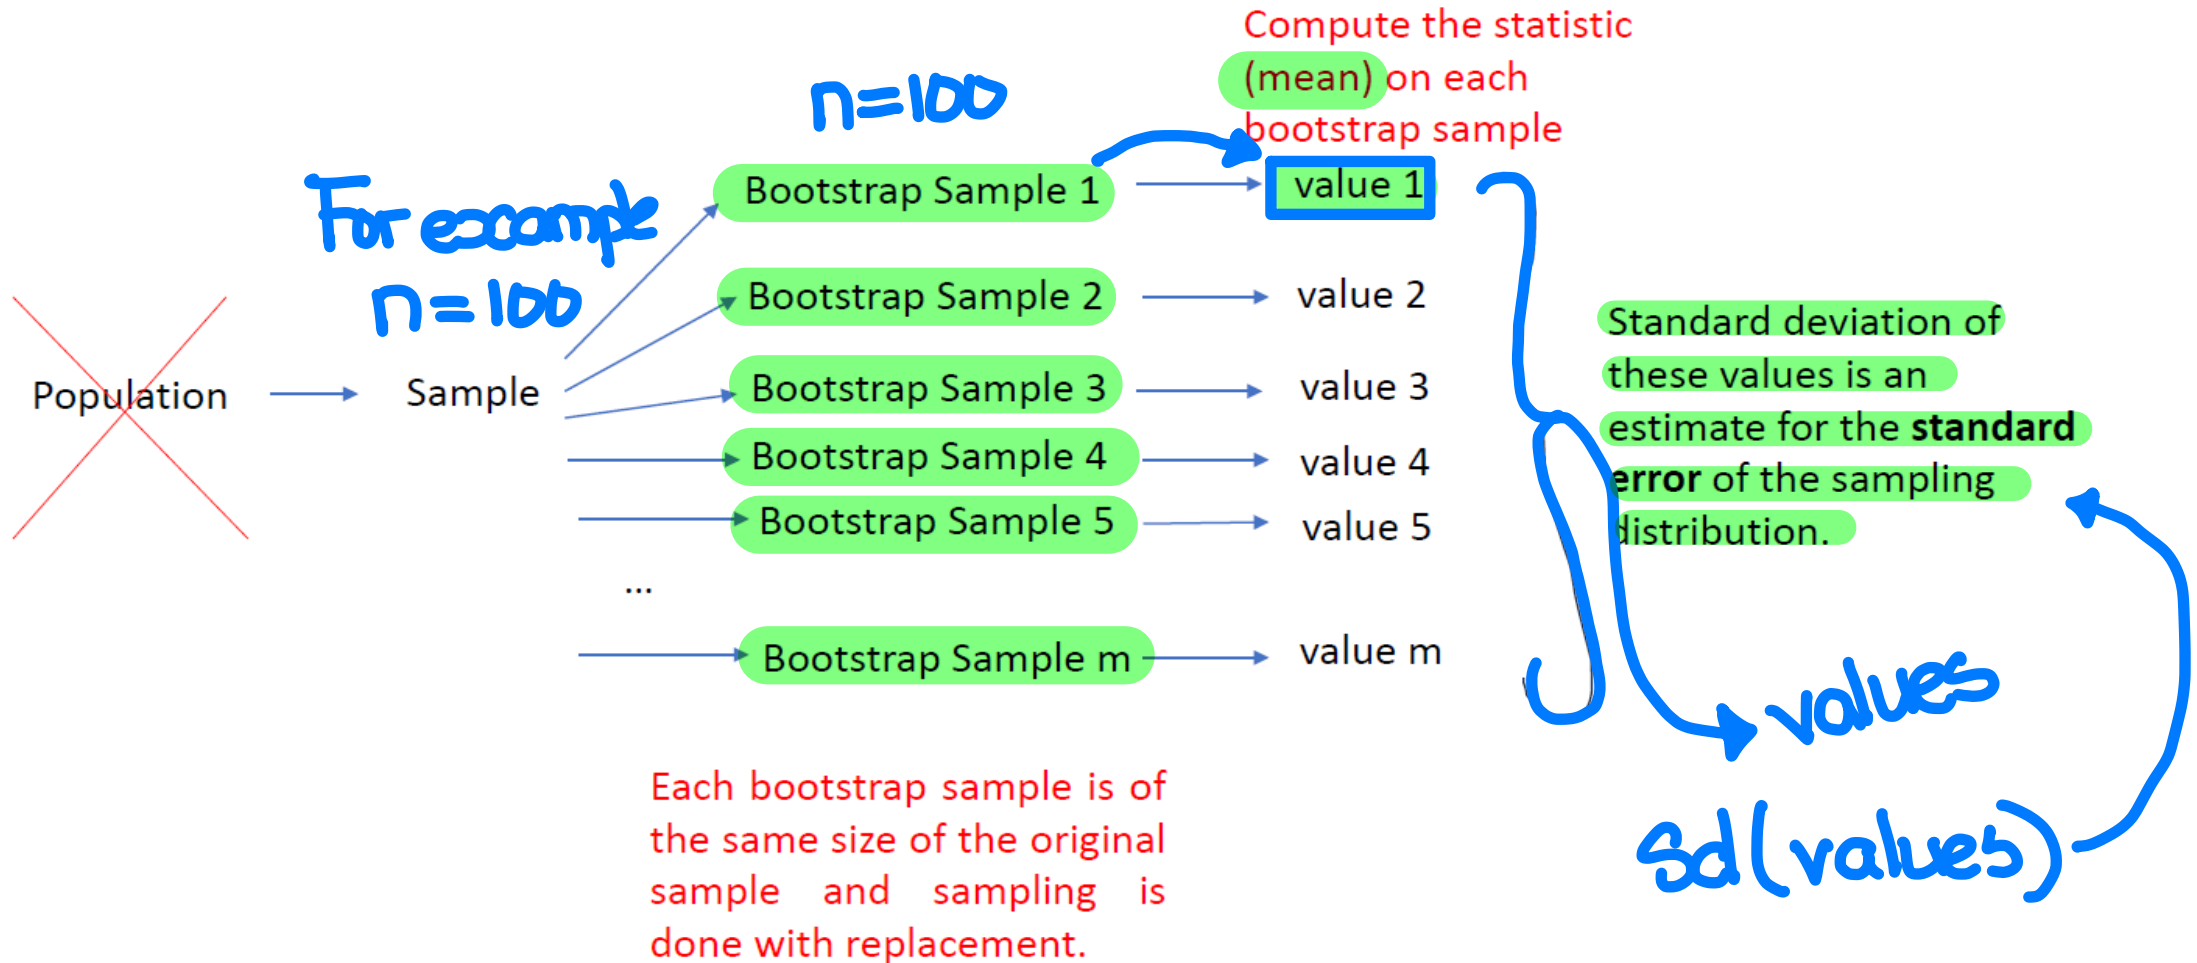 Compute the statistic
(mean) on each
bootstrap sample
n=100
For example
n=100
Population
Sample
Bootstrap Sample 1
value 1
Bootstrap Sample 2
value 2
Bootstrap Sample 3
value 3
Bootstrap Sample 4
value 4
Bootstrap Sample 5
value 5
...
Bootstrap Sample m
value m
Standard deviation of
these values is an
estimate for the standard
error of the sampling
distribution.
values
sd(values)
Each bootstrap sample is of
the same size of the original
sample and sampling is
done with replacement.